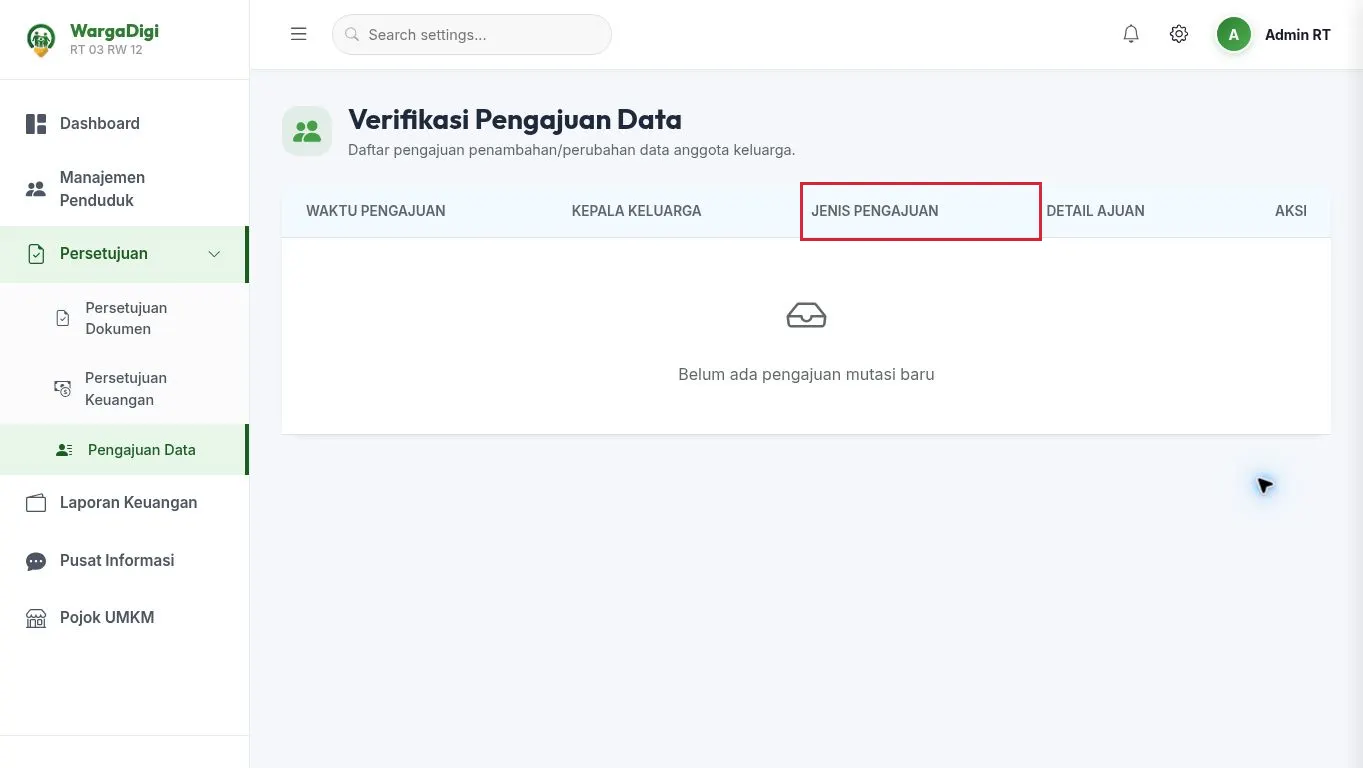 WargaDigi
RT 03 RW 12
Search settings...
A
Admin RT
Dashboard
Manajemen
Penduduk
Persetujuan
Persetujuan
Dokumen
Persetujuan
Keuangan
Pengajuan Data
Laporan Keuangan
Pusat Informasi
Pojok UMKM
Verifikasi Pengajuan Data
Daftar pengajuan penambahan/perubahan data anggota keluarga.
WAKTU PENGAJUAN KEPALA KELUARGA JENIS PENGAJUAN DETAIL AJUAN AKSI
Belum ada pengajuan mutasi baru